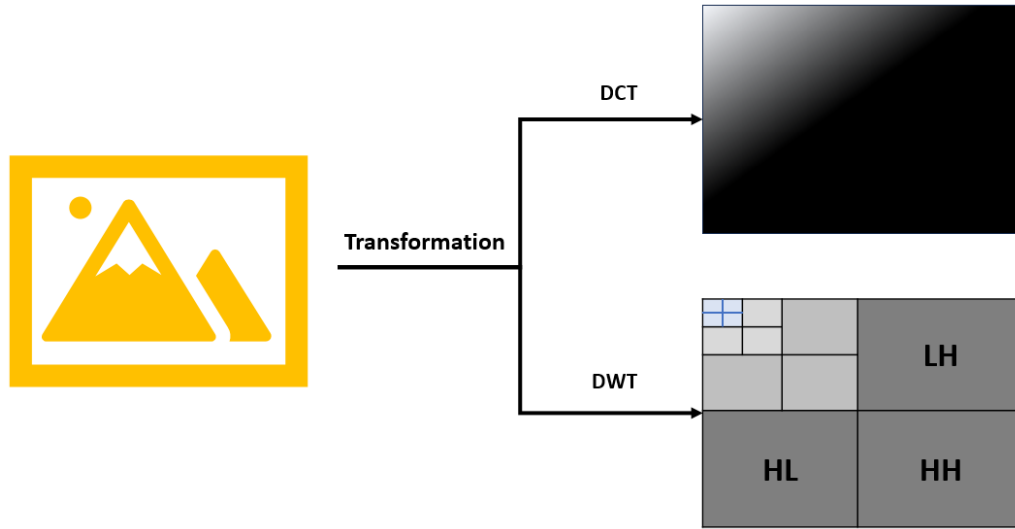 DCT
Transformation
DWT
LH
HL
HH